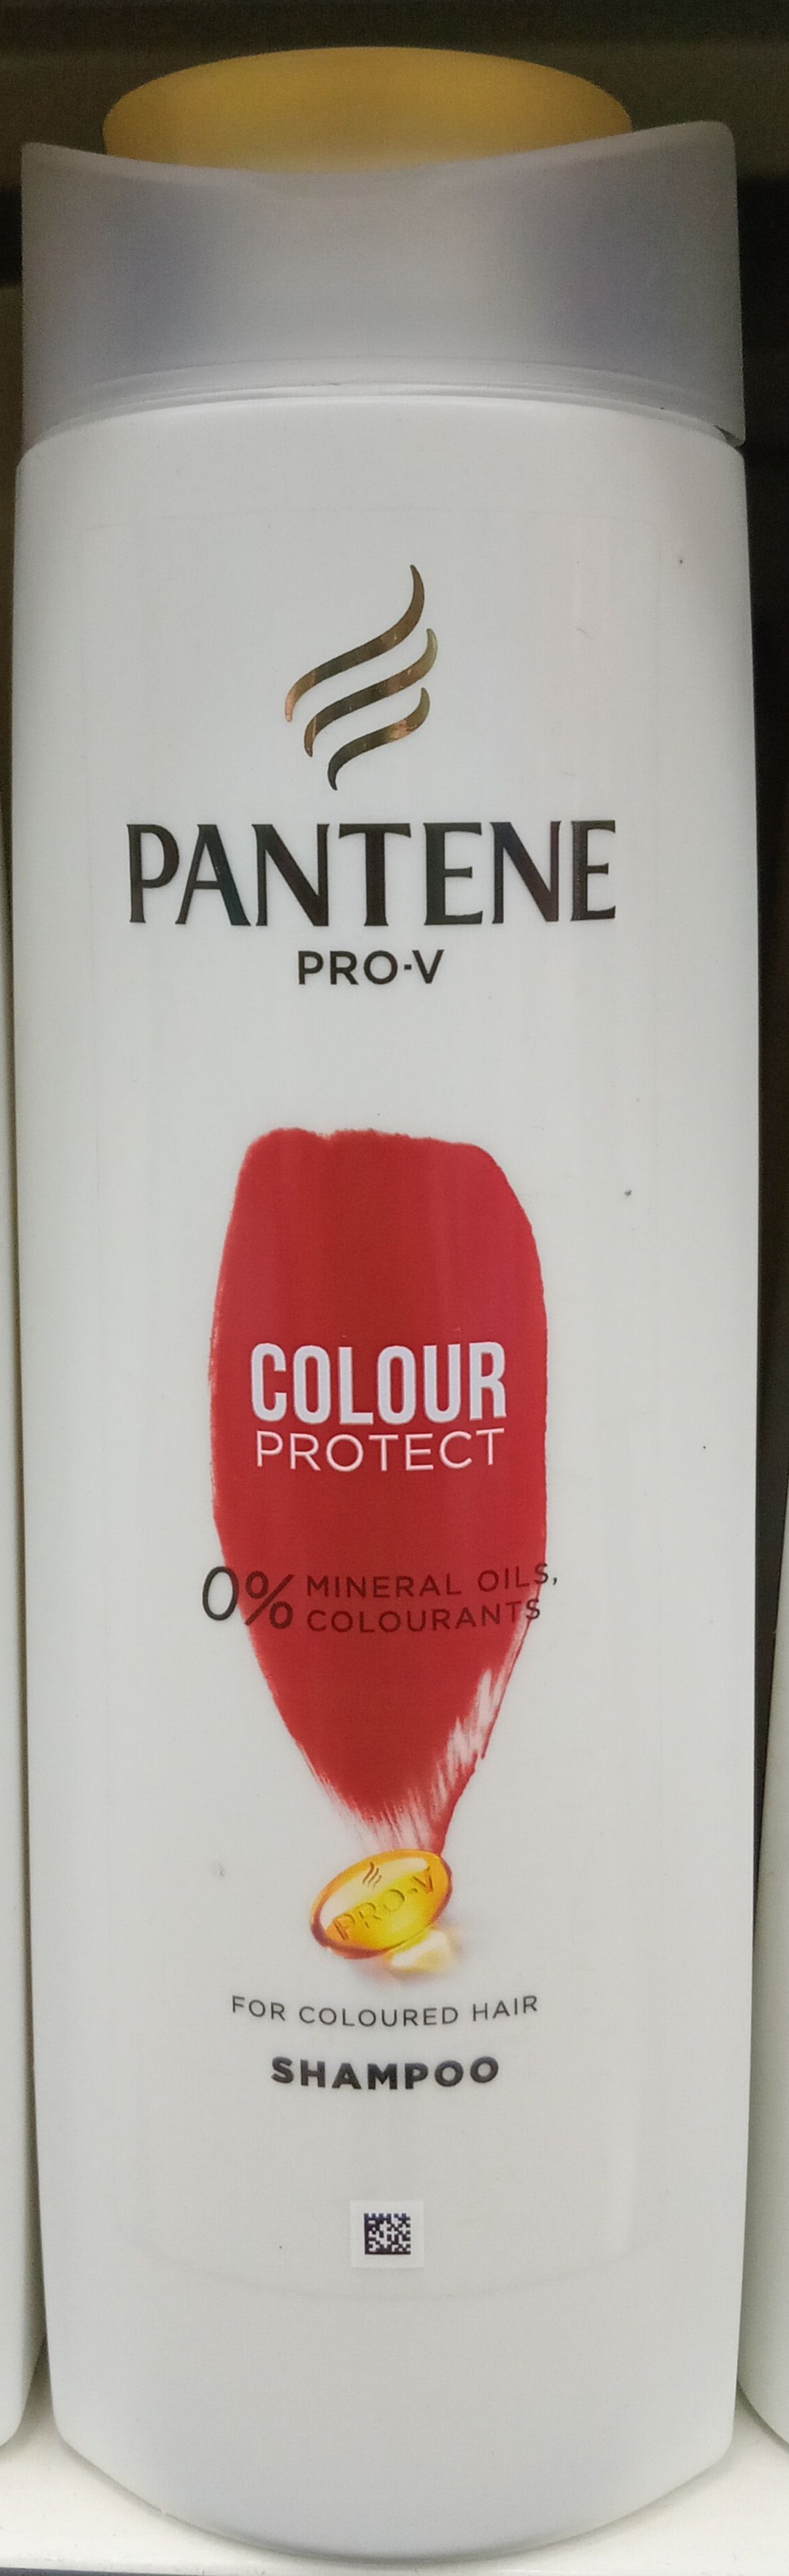 PANTENE
PRO-V
COLOUR
PROTECT
0% MINERAL OILS,
COLOURANTS
PRO-V
FOR COLOURED HAIR
SHAMPOO